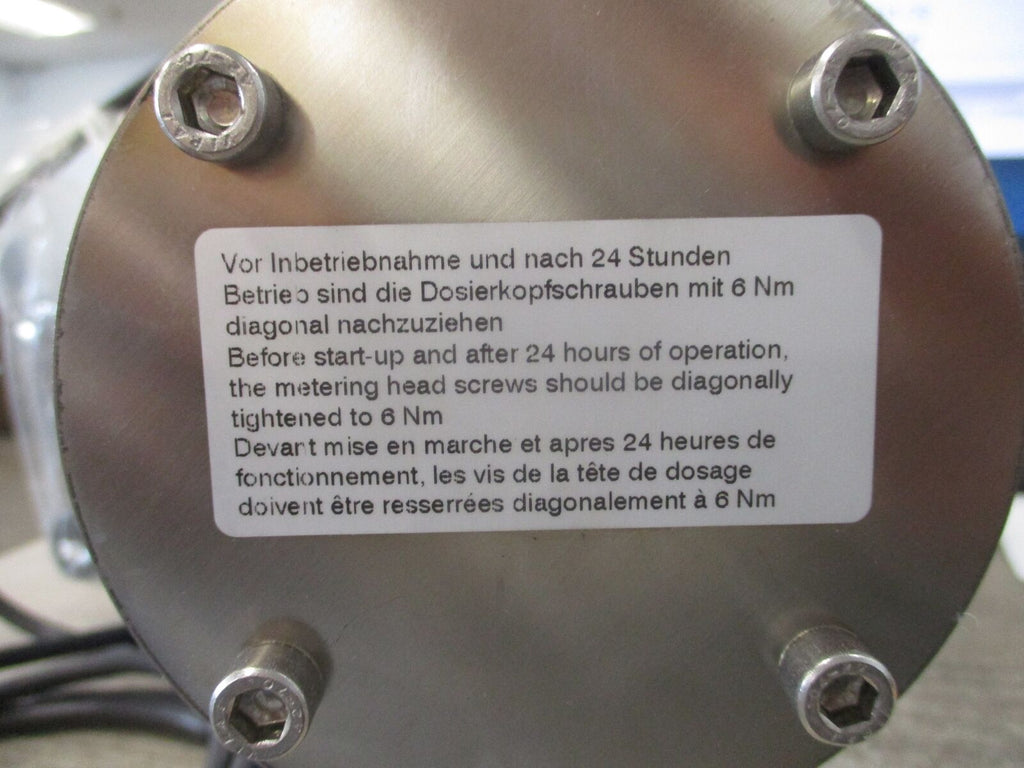 Vor Inbetriebnahme und nach 24 Stunden
Betrieb sind die Dosierkopfschrauben mit 6 Nm
diagonal nachzuziehen
Before start-up and after 24 hours of operation,
the metering head screws should be diagonally
tightened to 6 Nm
Devant mise en marche et apres 24 heures de
fonctionnement, les vis de la tête de dosage
doivent être resserrées diagonalement à 6 Nm